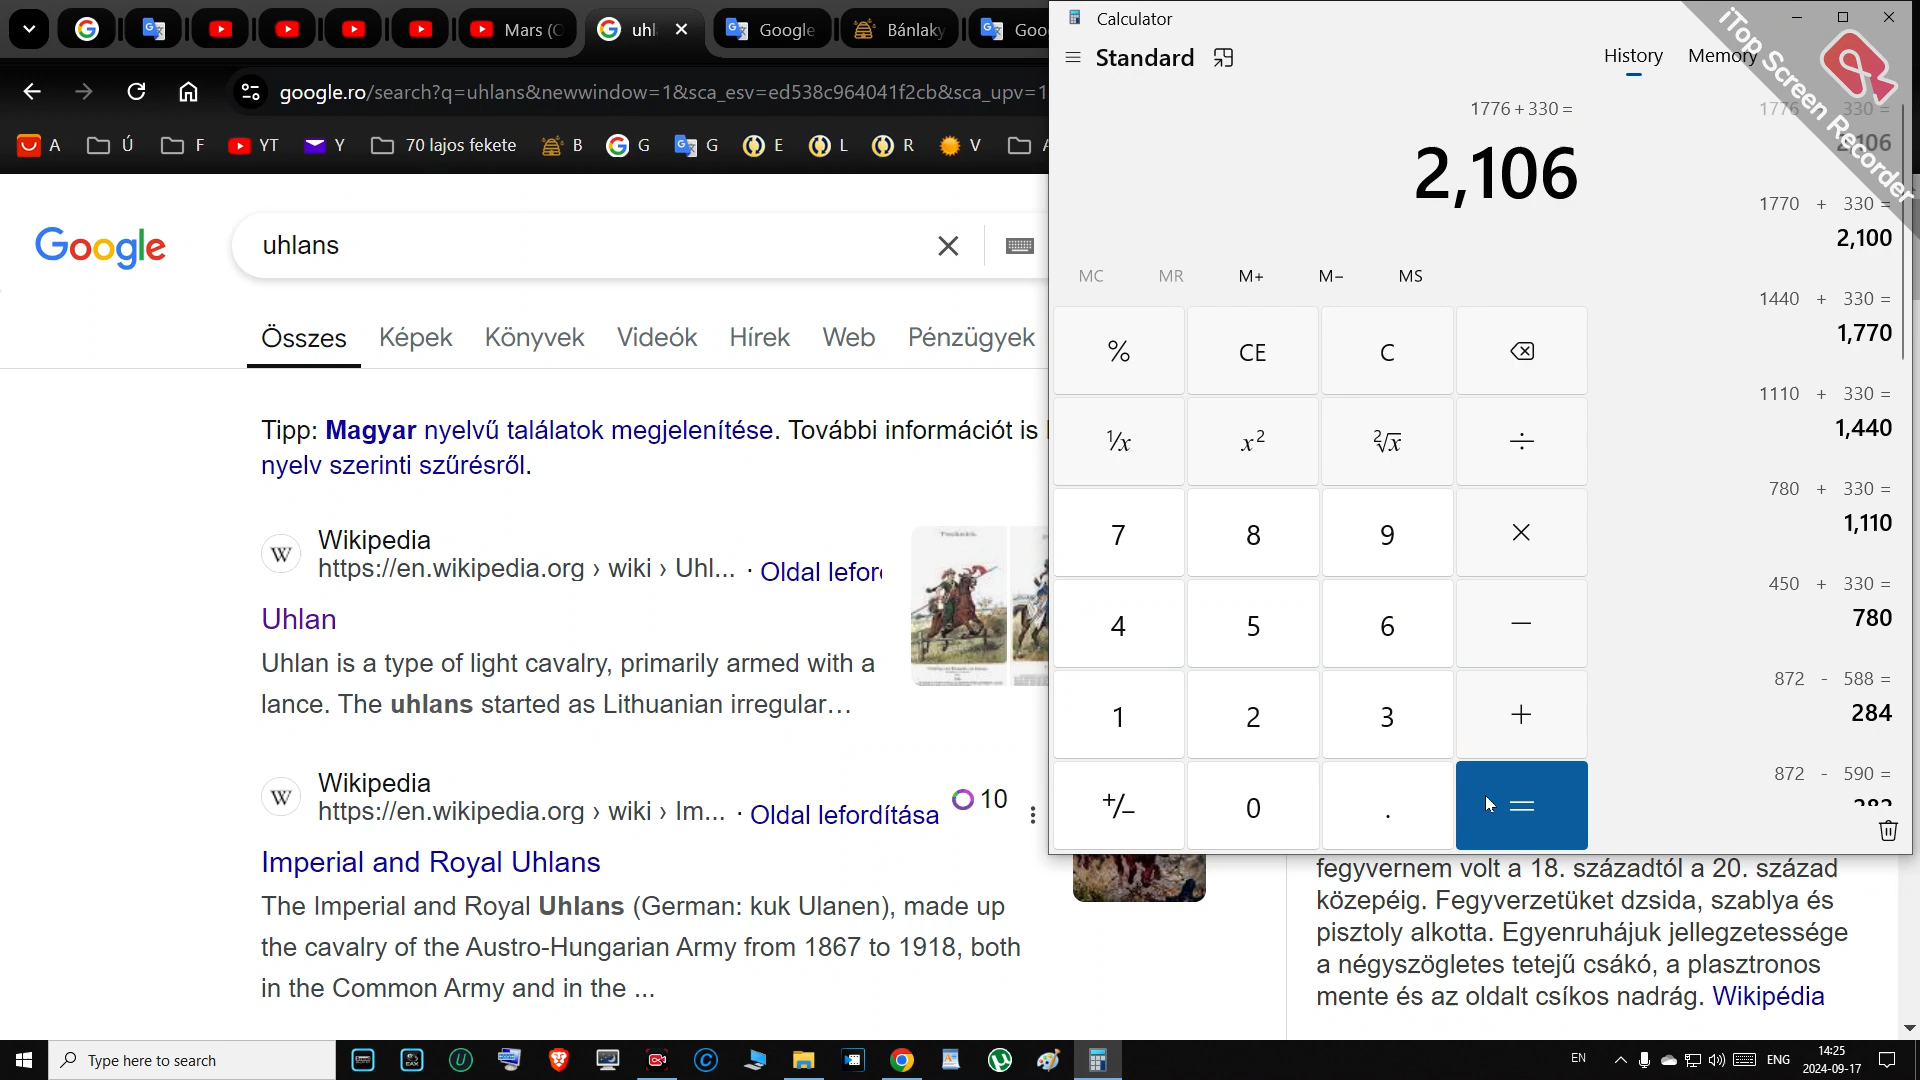 Mars (
uhl
Google
Bánlaky
Goo
google.ro/search?q=uhlans&newwindow=1&sca_esv=ed538c964041f2cb&sca_upv=1
A
Ú
F
YT
Y
70 lajos fekete
B
G
G
E
L
R
V
Google
uhlans
Összes Képek Könyvek Videók Hírek Web Pénzügyek
Tipp: Magyar nyelvű találatok megjelenítése. További információt is
nyelv szerinti szűrésről.
W
Wikipedia
https://en.wikipedia.org › wiki › Uhl... · Oldal lefor
Uhlan
Uhlan is a type of light cavalry, primarily armed with a
lance. The uhlans started as Lithuanian irregular...
W
Wikipedia
https://en.wikipedia.org › wiki › Im... · Oldal lefordítása
10
Imperial and Royal Uhlans
The Imperial and Royal Uhlans (German: kuk Ulanen), made up
the cavalry of the Austro-Hungarian Army from 1867 to 1918, both
in the Common Army and in the ...
Calculator
Standard
History Memory
1776 + 330 =
2,106
MC MR M+ M− MS
% CE C
⅟x x² ²√x ÷
7 8 9 ×
4 5 6 −
1 2 3 +
+/− 0 . =
1776 330 =
2,106
1770 + 330 =
2,100
1440 + 330 =
1,770
1110 + 330 =
1,440
780 + 330 =
1,110
450 + 330 =
780
872 - 588 =
284
872 - 590 =
282
iTop Screen Recorder
fegyvernem volt a 18. századtól a 20. század
közepéig. Fegyverzetüket dzsida, szablya és
pisztoly alkotta. Egyenruhájuk jellegzetessége
a négyszögletes tetejű csákó, a plasztronos
mente és az oldalt csíkos nadrág. Wikipédia
Type here to search
EN
ENG
14:25
2024-09-17